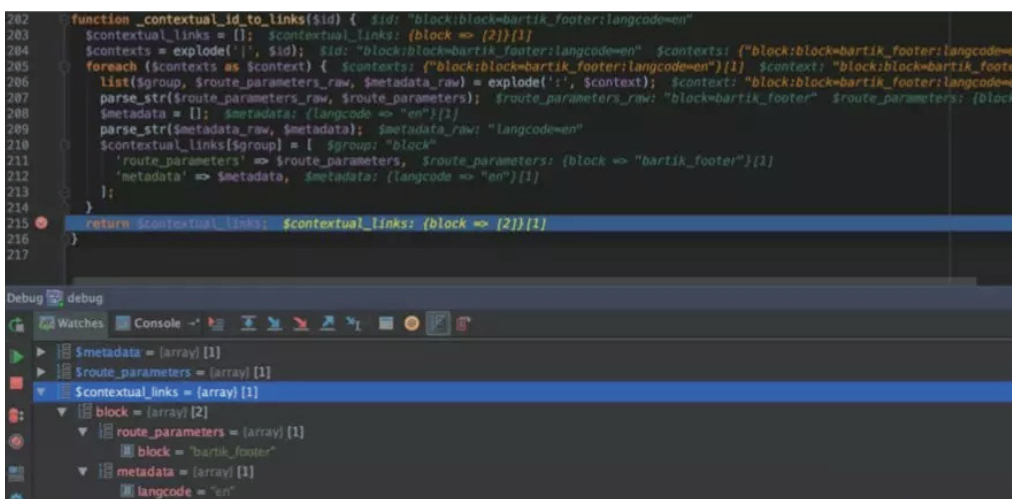 202 function _contextual_id_to_links($id) { $id: "block:block=bartik_footer:langcode=en"
203 $contextual_links = []; $contextual_links: {block => [2]}[1]
204 $contexts = explode('|', $id); $id: "block:block=bartik_footer:langcode=en" $contexts: {"block:block=bartik_footer:langcode=e
205 foreach ($contexts as $context) { $contexts: {"block:block=bartik_footer:langcode=en"}[1] $context: "block:block=bartik_foote
206 list($group, $route_parameters_raw, $metadata_raw) = explode(':', $context); $context: "block:block=bartik_footer:langcode=e
207 parse_str($route_parameters_raw, $route_parameters); $route_parameters_raw: "block=bartik_footer" $route_parameters: {block
208 $metadata = []; $metadata: {langcode => "en"}[1]
209 parse_str($metadata_raw, $metadata); $metadata_raw: "langcode=en"
210 $contextual_links[$group] = [ $group: "block"
211 'route_parameters' => $route_parameters, $route_parameters: {block => "bartik_footer"}[1]
212 'metadata' => $metadata, $metadata: {langcode => "en"}[1]
213 ];
214 }
215 return $contextual_links; $contextual_links: {block => [2]}[1]
216 }
217
Debug debug
Watches Console
$metadata = {array} [1]
$route_parameters = {array} [1]
$contextual_links = {array} [1]
block = {array} [2]
route_parameters = {array} [1]
block = "bartik_footer"
metadata = {array} [1]
langcode = "en"